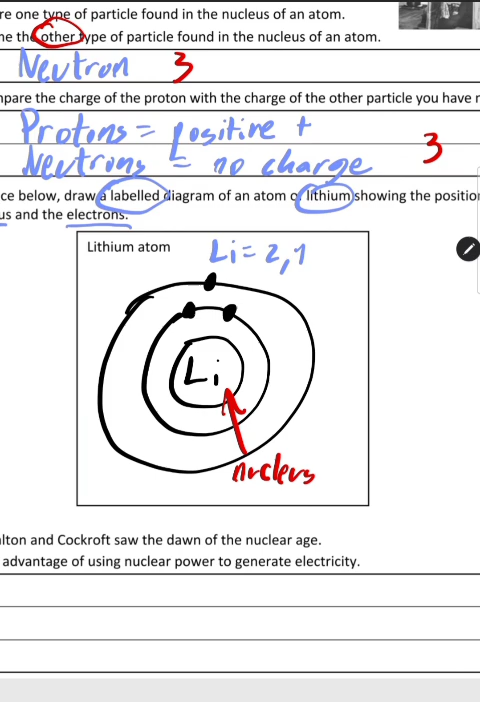 re one type of particle found in the nucleus of an atom.
ne the other type of particle found in the nucleus of an atom.
Neutron 3
npare the charge of the proton with the charge of the other particle you have n
Protons = positive +
Neutrons = no charge 3
ce below, draw a labelled diagram of an atom of lithium showing the position
us and the electrons.
Lithium atom Li = 2,1
Li
nucleus
alton and Cockroft saw the dawn of the nuclear age.
advantage of using nuclear power to generate electricity.